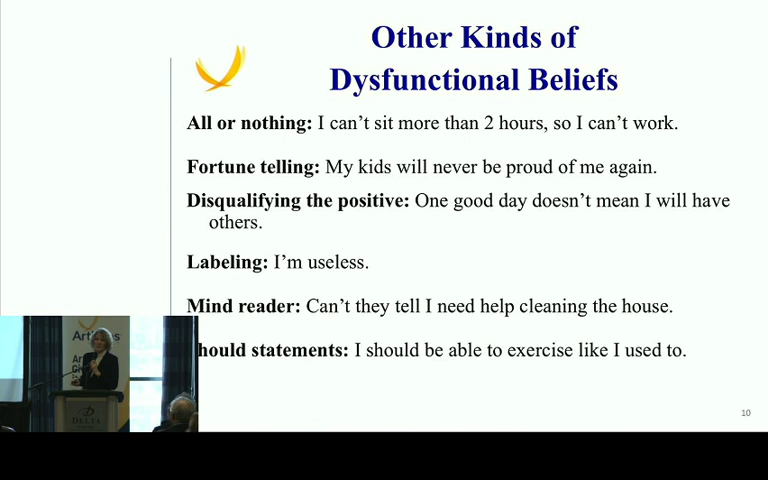 Other Kinds of
Dysfunctional Beliefs
All or nothing: I can't sit more than 2 hours, so I can't work.
Fortune telling: My kids will never be proud of me again.
Disqualifying the positive: One good day doesn't mean I will have
others.
Labeling: I'm useless.
Mind reader: Can't they tell I need help cleaning the house.
hould statements: I should be able to exercise like I used to.
DELTA
10